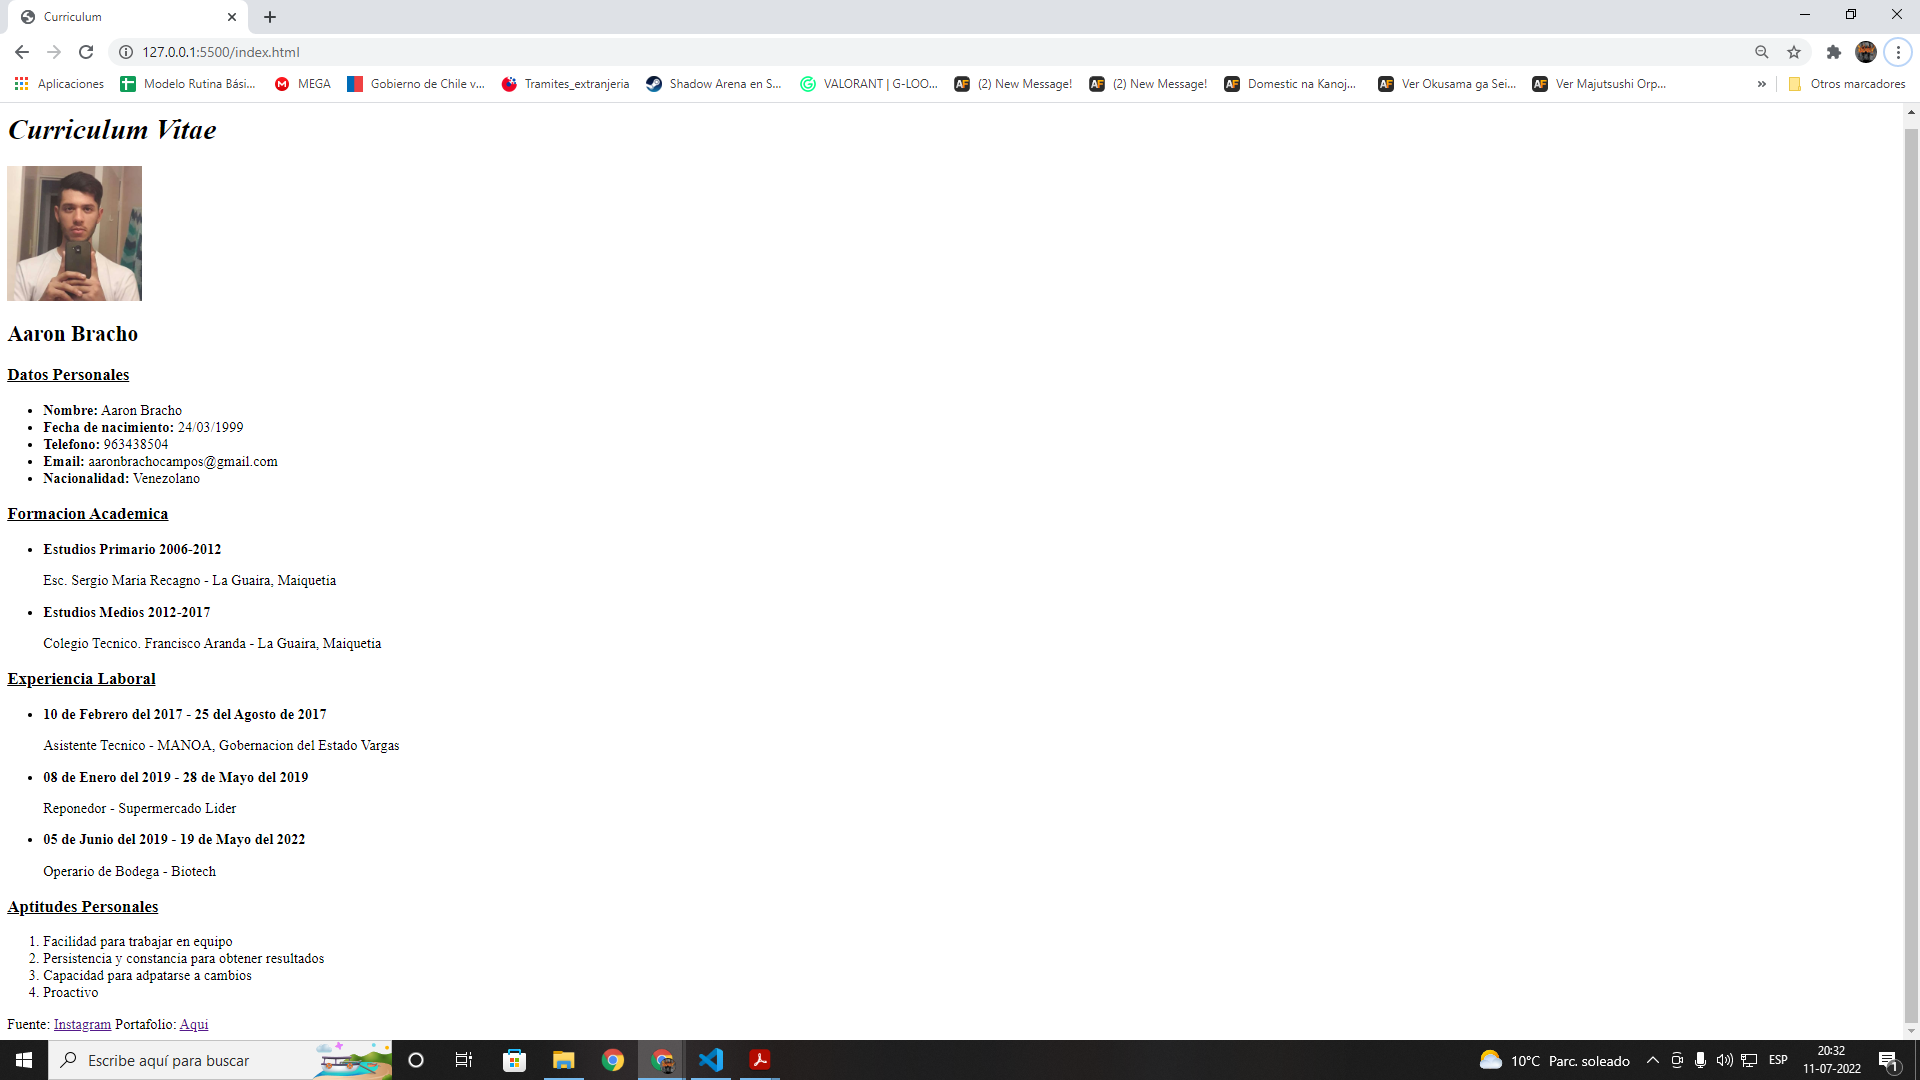 Curriculum
127.0.0.1:5500/index.html
Aplicaciones
Modelo Rutina Bási...
MEGA
Gobierno de Chile v...
Tramites_extranjeria
Shadow Arena en S...
VALORANT | G-LOO...
(2) New Message!
(2) New Message!
Domestic na Kanoj...
Ver Okusama ga Sei...
Ver Majutsushi Orp...
»
Otros marcadores
Curriculum Vitae
Aaron Bracho
Datos Personales
• Nombre: Aaron Bracho
• Fecha de nacimiento: 24/03/1999
• Telefono: 963438504
• Email: aaronbrachocampos@gmail.com
• Nacionalidad: Venezolano
Formacion Academica
• Estudios Primario 2006-2012
Esc. Sergio Maria Recagno - La Guaira, Maiquetia
• Estudios Medios 2012-2017
Colegio Tecnico. Francisco Aranda - La Guaira, Maiquetia
Experiencia Laboral
• 10 de Febrero del 2017 - 25 del Agosto de 2017
Asistente Tecnico - MANOA, Gobernacion del Estado Vargas
• 08 de Enero del 2019 - 28 de Mayo del 2019
Reponedor - Supermercado Lider
• 05 de Junio del 2019 - 19 de Mayo del 2022
Operario de Bodega - Biotech
Aptitudes Personales
1. Facilidad para trabajar en equipo
2. Persistencia y constancia para obtener resultados
3. Capacidad para adpatarse a cambios
4. Proactivo
Fuente: Instagram Portafolio: Aqui
Escribe aquí para buscar
10°C Parc. soleado
ESP
20:32
11-07-2022
1